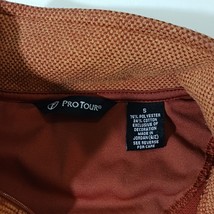 PRO TOUR®
S
76% POLYESTER
24% COTTON
EXCLUSIVE OF
DECORATION
MADE IN
JORDAN(R/C)
SEE REVERSE
FOR CARE